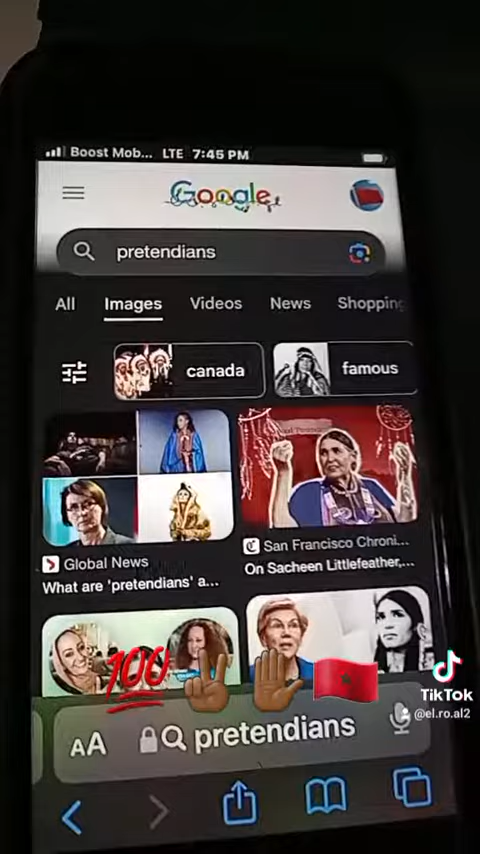 Boost Mob... LTE 7:45 PM
Google
pretendians
All Images Videos News Shopping
canada
famous
Global News
What are 'pretendians' a...
San Francisco Chroni...
On Sacheen Littlefeather,...
100
TikTok
@el.ro.al2
AA pretendians